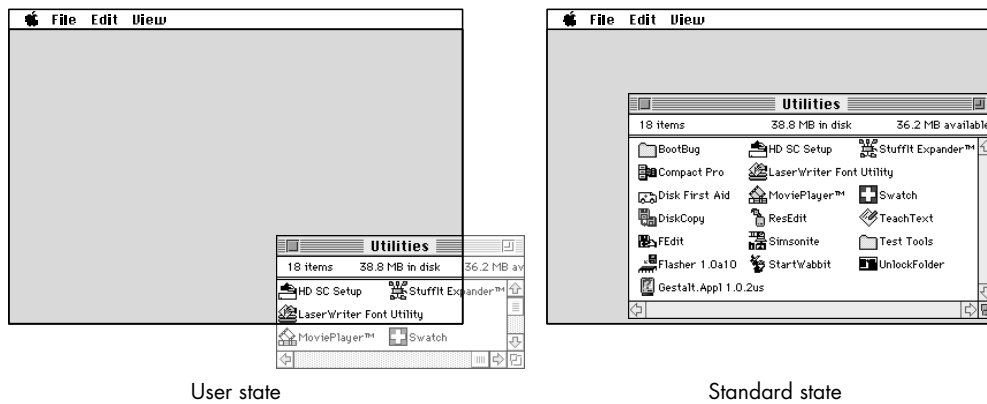 File Edit View
Utilities
18 items 38.8 MB in disk 36.2 MB av
HD SC Setup StuffIt Expander™
LaserWriter Font Utility
MoviePlayer™ Swatch
User state
File Edit View
Utilities
18 items 38.8 MB in disk 36.2 MB available
BootBug HD SC Setup StuffIt Expander™
Compact Pro LaserWriter Font Utility
Disk First Aid MoviePlayer™ Swatch
DiskCopy ResEdit TeachText
FEdit Simsonite Test Tools
Flasher 1.0a10 StartWabbit UnlockFolder
Gestalt.Appl 1.0.2us
Standard state